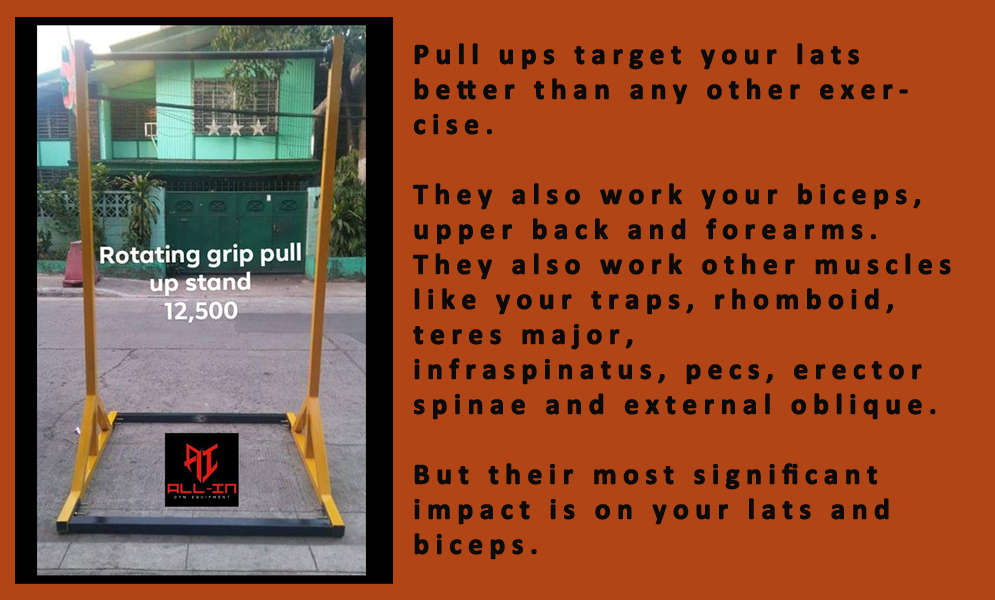 Rotating grip pull
up stand
12,500
ALL-IN
GYM EQUIPMENT
Pull ups target your lats
better than any other exer-
cise.
They also work your biceps,
upper back and forearms.
They also work other muscles
like your traps, rhomboid,
teres major,
infraspinatus, pecs, erector
spinae and external oblique.
But their most significant
impact is on your lats and
biceps.